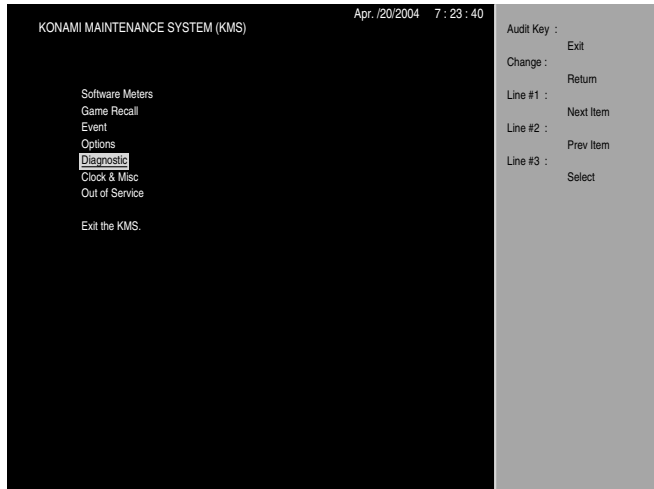 Apr. /20/2004 7 : 23 : 40
KONAMI MAINTENANCE SYSTEM (KMS)
Software Meters
Game Recall
Event
Options
Diagnostic
Clock & Misc
Out of Service
Exit the KMS.
Audit Key :
Exit
Change :
Return
Line #1 :
Next Item
Line #2 :
Prev Item
Line #3 :
Select